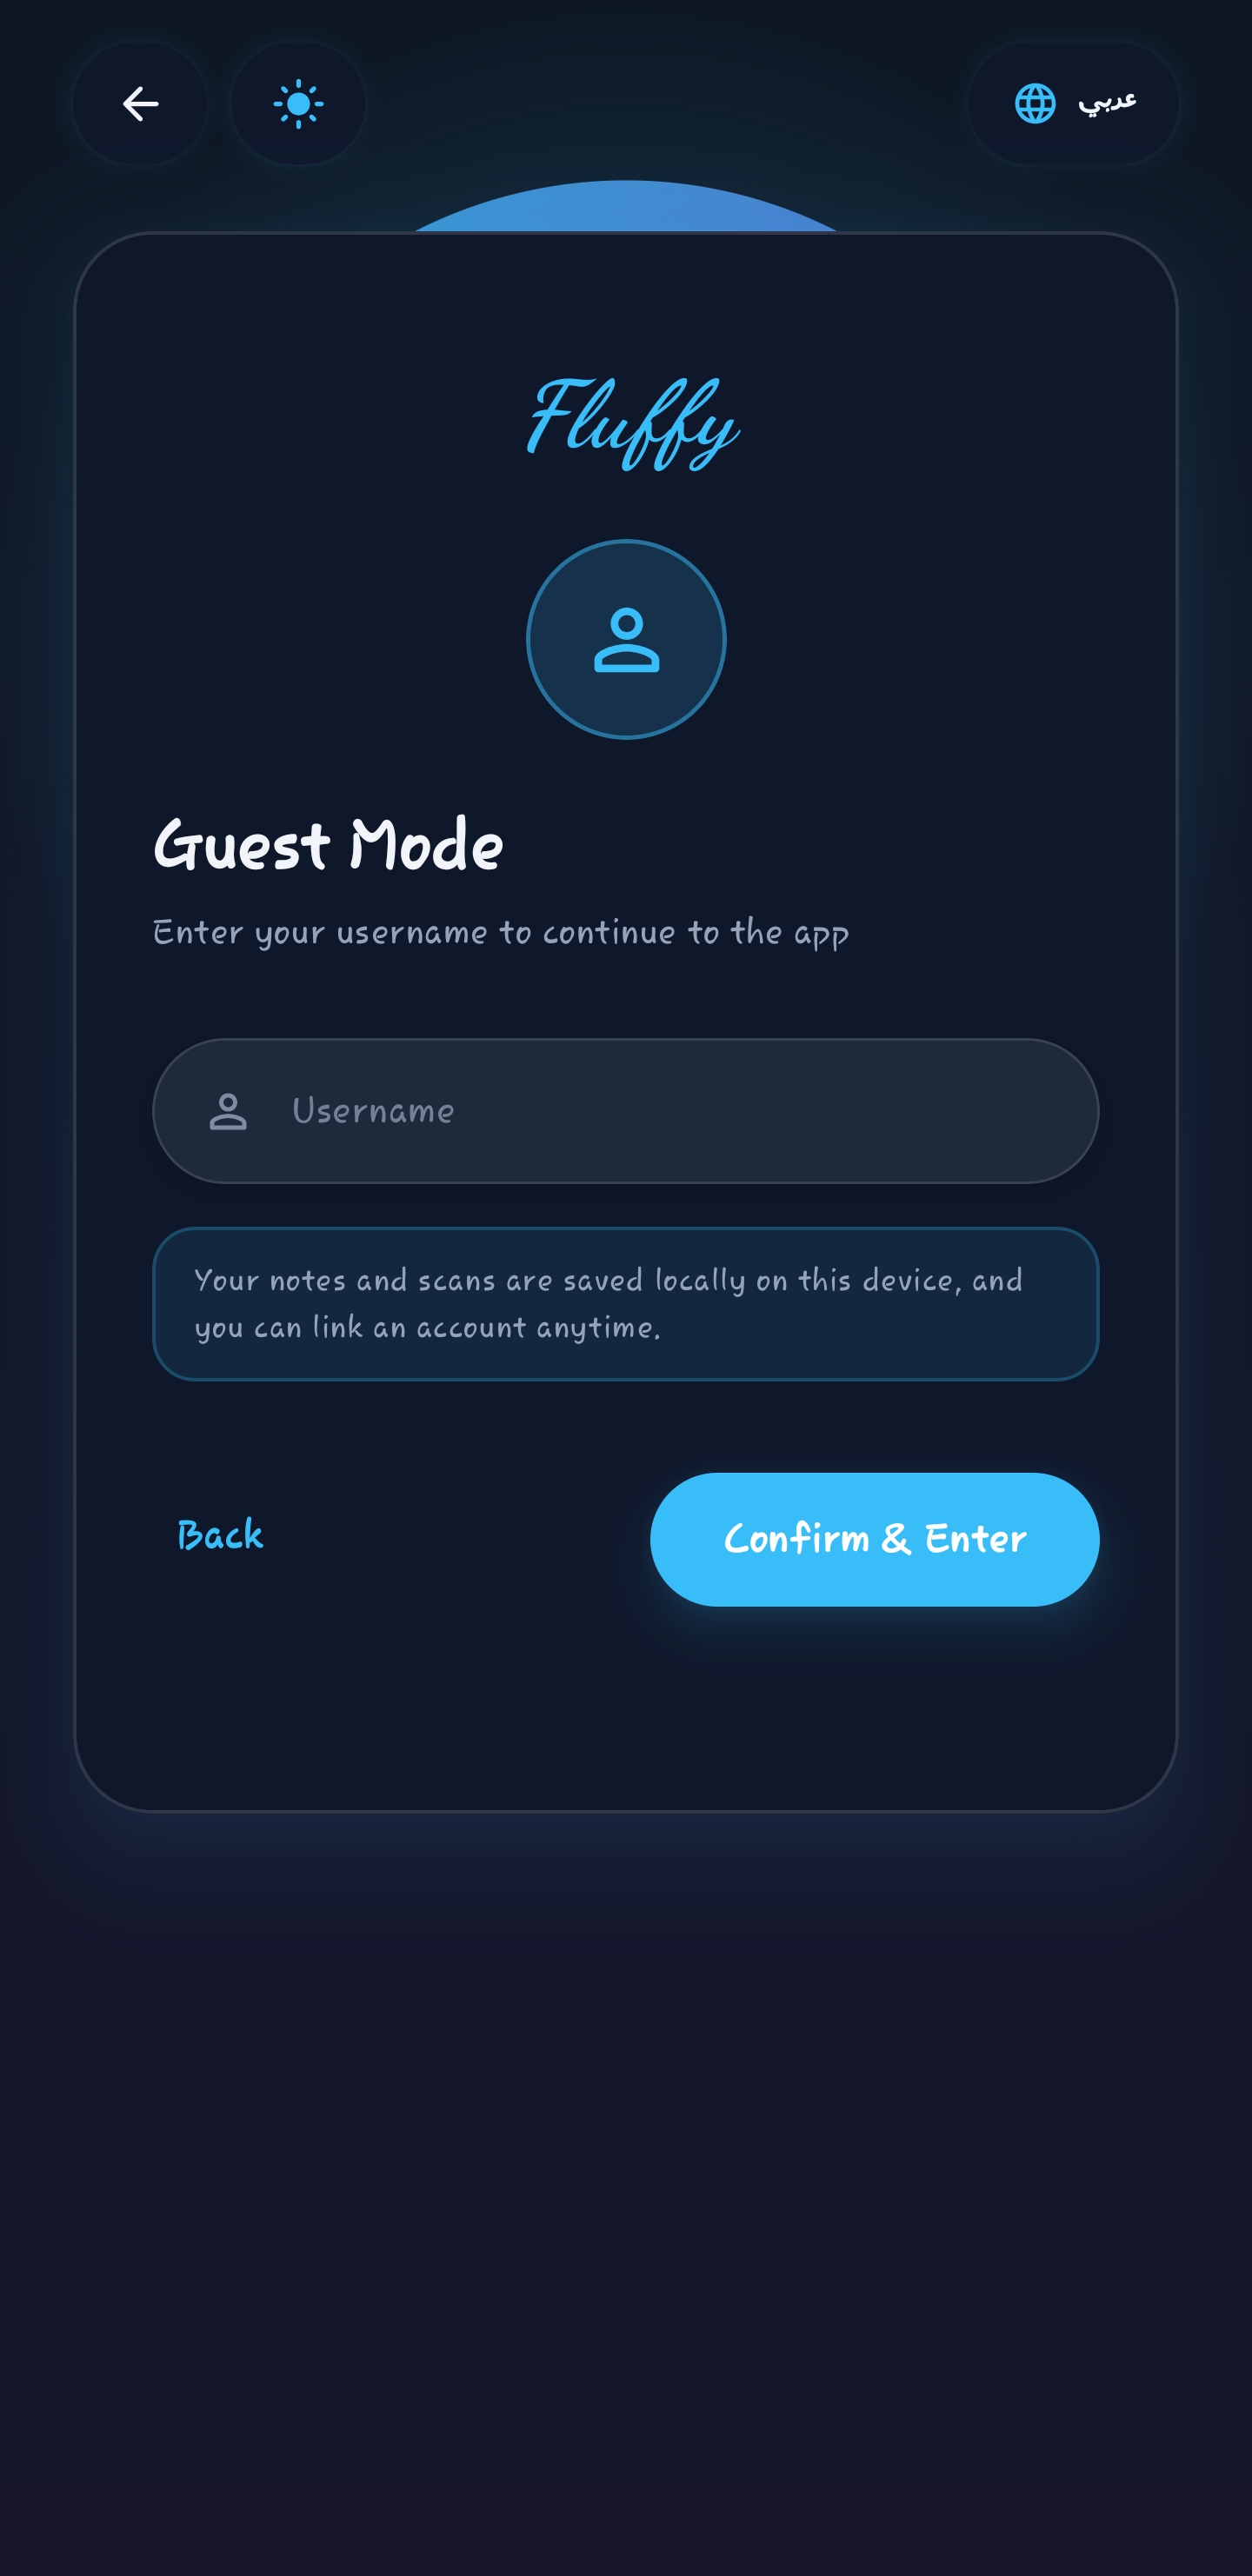 عربي
Fluffy
Guest Mode
Enter your username to continue to the app
Username
Your notes and scans are saved locally on this device, and
you can link an account anytime.
Back
Confirm & Enter